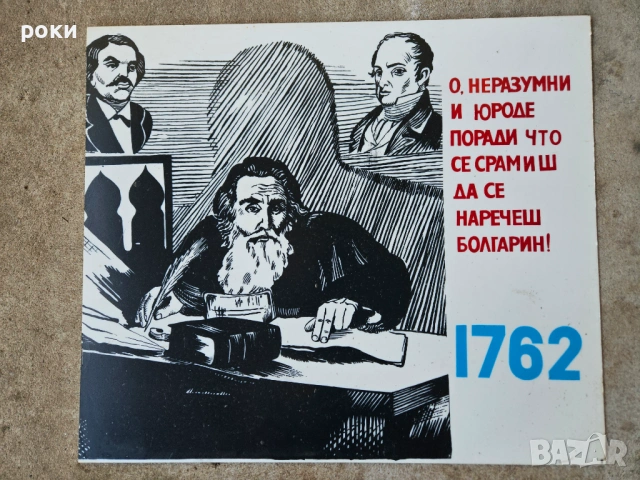 роки
О, НЕРАЗУМНИ
И ЮРОДЕ
ПОРАДИ ЧТО
СЕ СРАМИШ
ДА СЕ
НАРЕЧЕШ
БОЛГАРИН!
1762
BAZAR